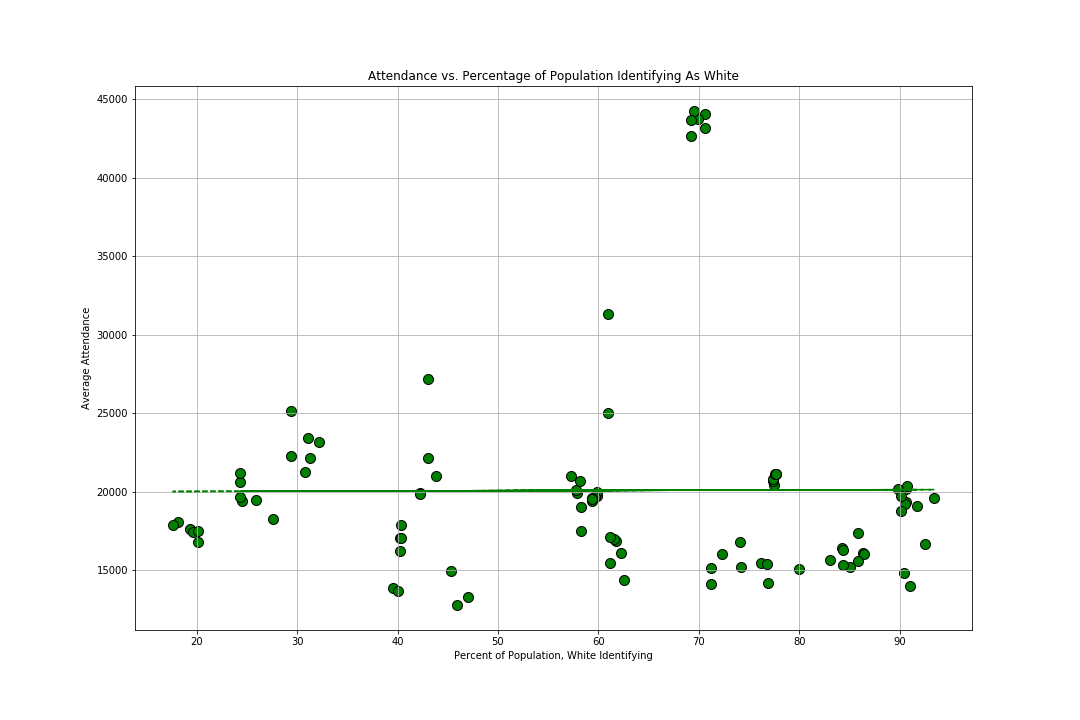 Attendance vs. Percentage of Population Identifying As White
45000
40000
35000
30000
25000
20000
15000
Average Attendance
20 30 40 50 60 70 80 90
Percent of Population, White Identifying